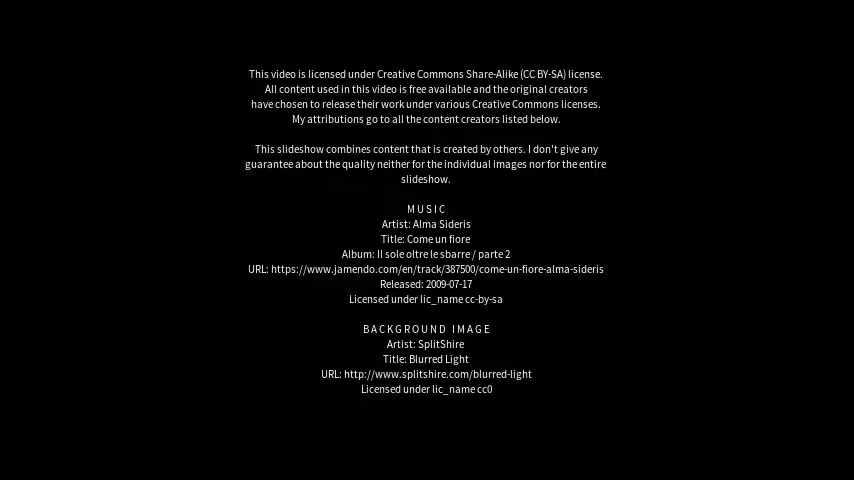 This video is licensed under Creative Commons Share-Alike (CC BY-SA) license.
All content used in this video is free available and the original creators
have chosen to release their work under various Creative Commons licenses.
My attributions go to all the content creators listed below.
This slideshow combines content that is created by others. I don't give any
guarantee about the quality neither for the individual images nor for the entire
slideshow.
MUSIC
Artist: Alma Sideris
Title: Come un fiore
Album: Il sole oltre le sbarre / parte 2
URL: https://www.jamendo.com/en/track/387500/come-un-fiore-alma-sideris
Released: 2009-07-17
Licensed under lic_name cc-by-sa
BACKGROUND IMAGE
Artist: SplitShire
Title: Blurred Light
URL: http://www.splitshire.com/blurred-light
Licensed under lic_name cc0